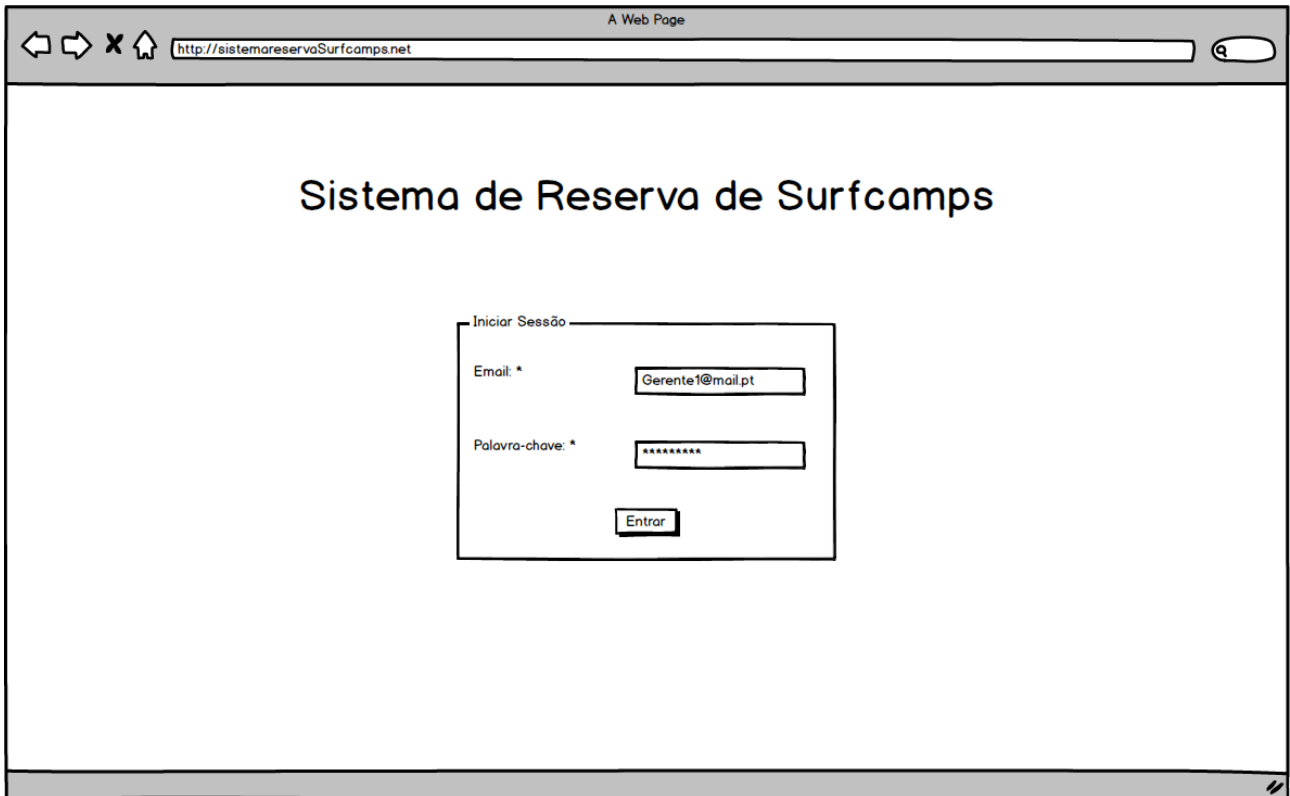 A Web Page
http://sistemareservaSurfcamps.net
Sistema de Reserva de Surfcamps
Iniciar Sessão
Email: *
Gerente1@mail.pt
Palavra-chave: *
*********
Entrar